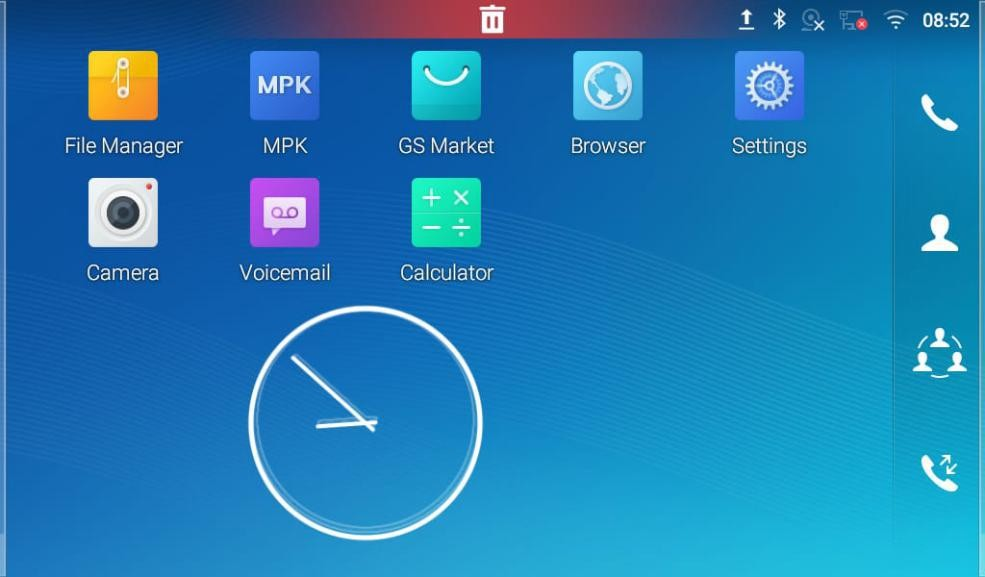 08:52
MPK
File Manager
MPK
GS Market
Browser
Settings
Camera
Voicemail
Calculator